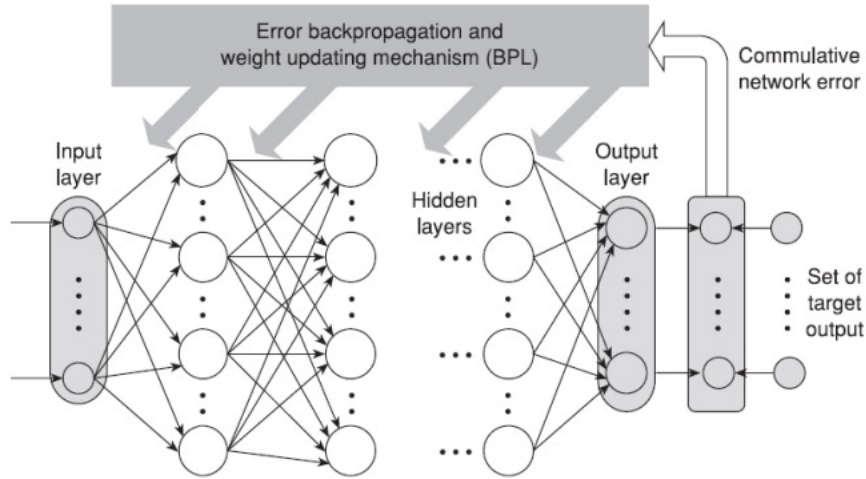 Error backpropagation and
weight updating mechanism (BPL)
Commulative
network error
Input
layer
Output
layer
Hidden
layers
Set of
target
output